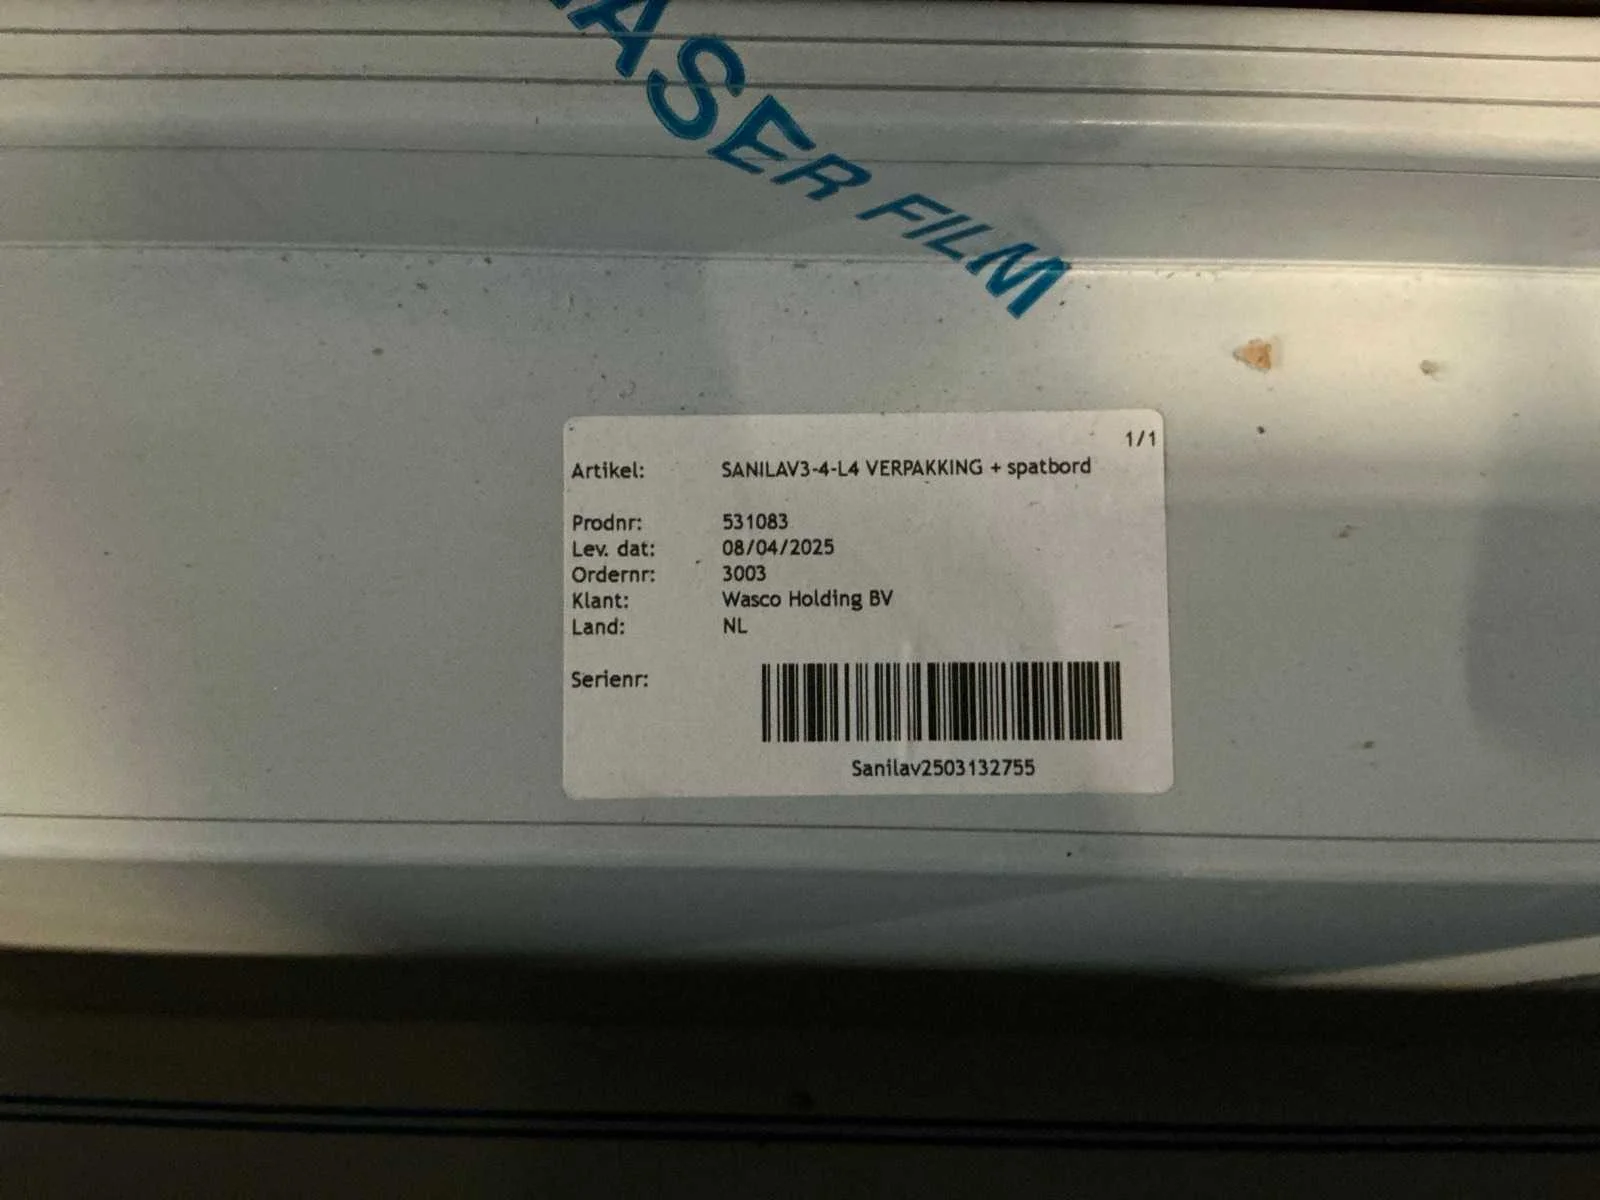 ASER FILM
1/1
Artikel: SANILAV3-4-L4 VERPAKKING + spatbord
Prodnr: 531083
Lev. dat: 08/04/2025
Ordernr: 3003
Klant: Wasco Holding BV
Land: NL
Serienr:
Sanilav2503132755